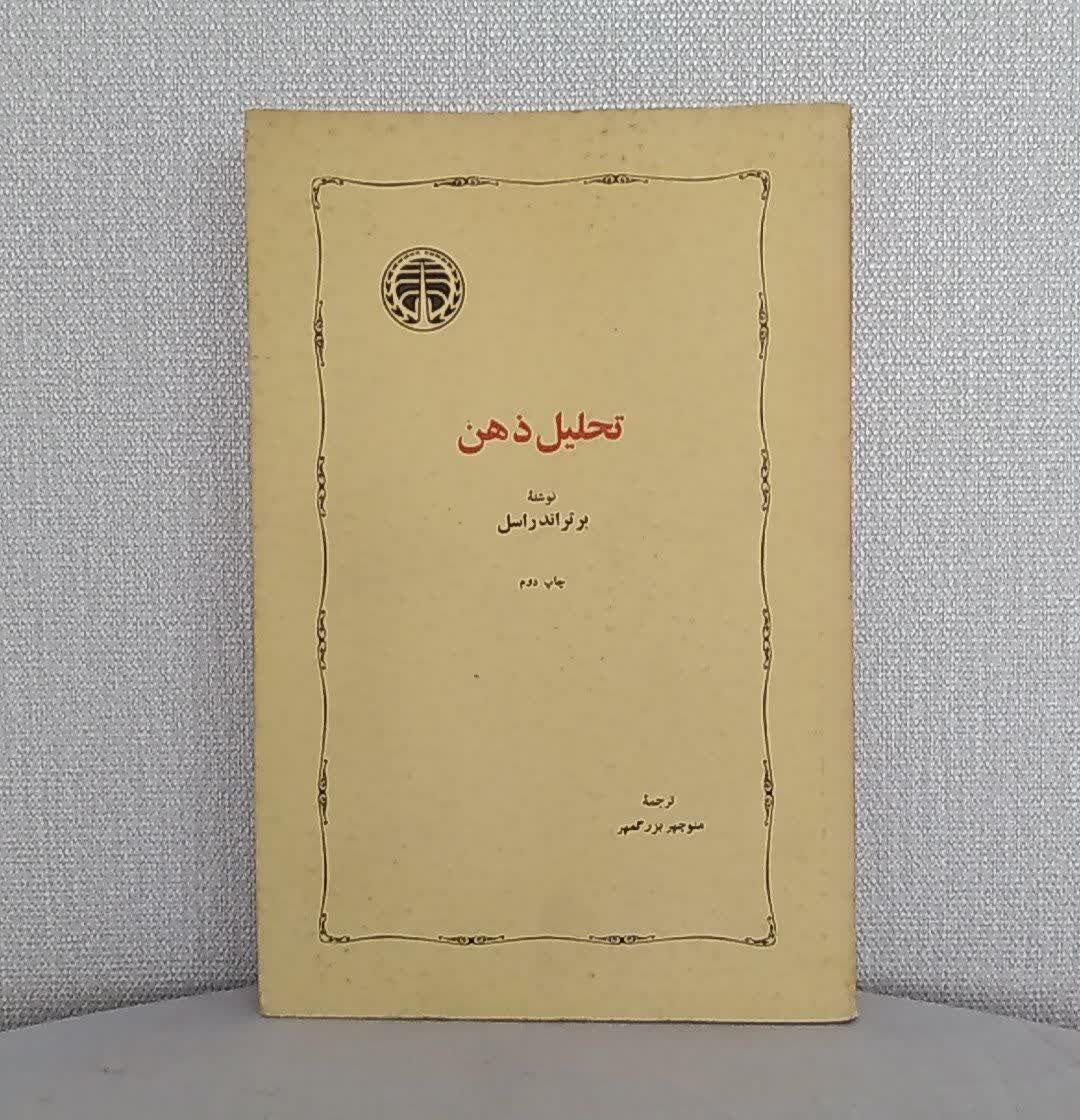 تحلیل ذهن
نوشتهٔ
برتراند راسل
چاپ دوم
ترجمهٔ
منوچهر بزرگمهر